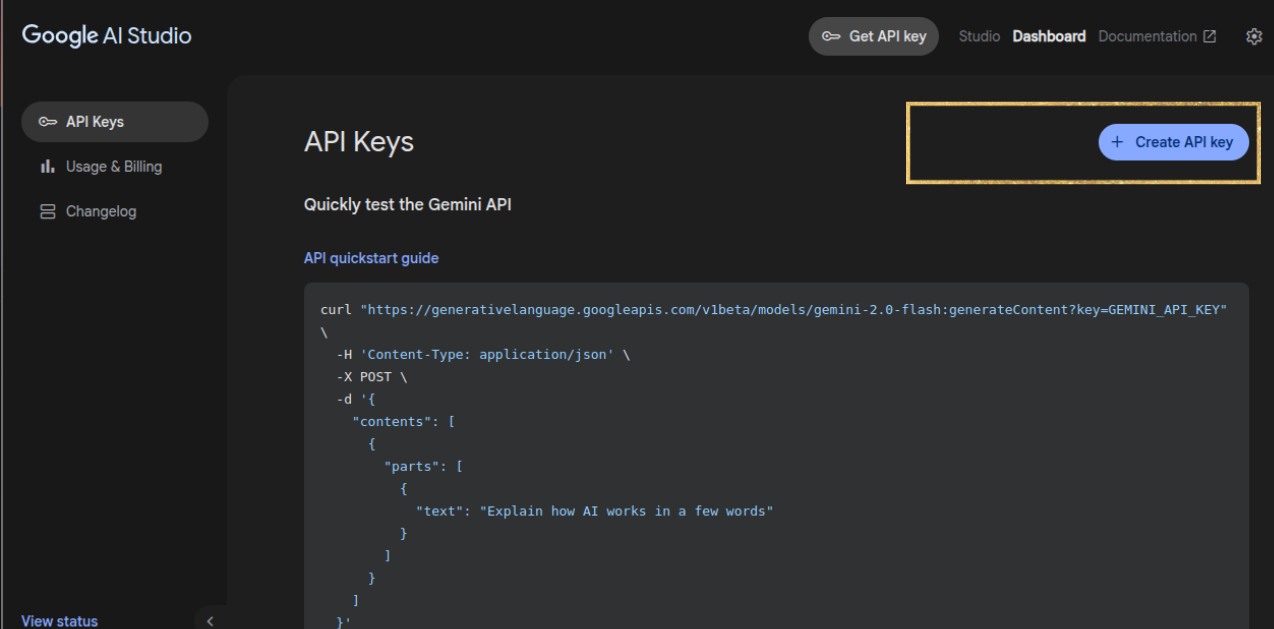 Google AI Studio
Get API key
Studio
Dashboard
Documentation
API Keys
Usage & Billing
Changelog
API Keys
+ Create API key
Quickly test the Gemini API
API quickstart guide
curl "https://generativelanguage.googleapis.com/v1beta/models/gemini-2.0-flash:generateContent?key=GEMINI_API_KEY"
\
  -H 'Content-Type: application/json' \
  -X POST \
  -d '{
    "contents": [
      {
        "parts": [
          {
            "text": "Explain how AI works in a few words"
          }
        ]
      }
    ]
  }'
View status